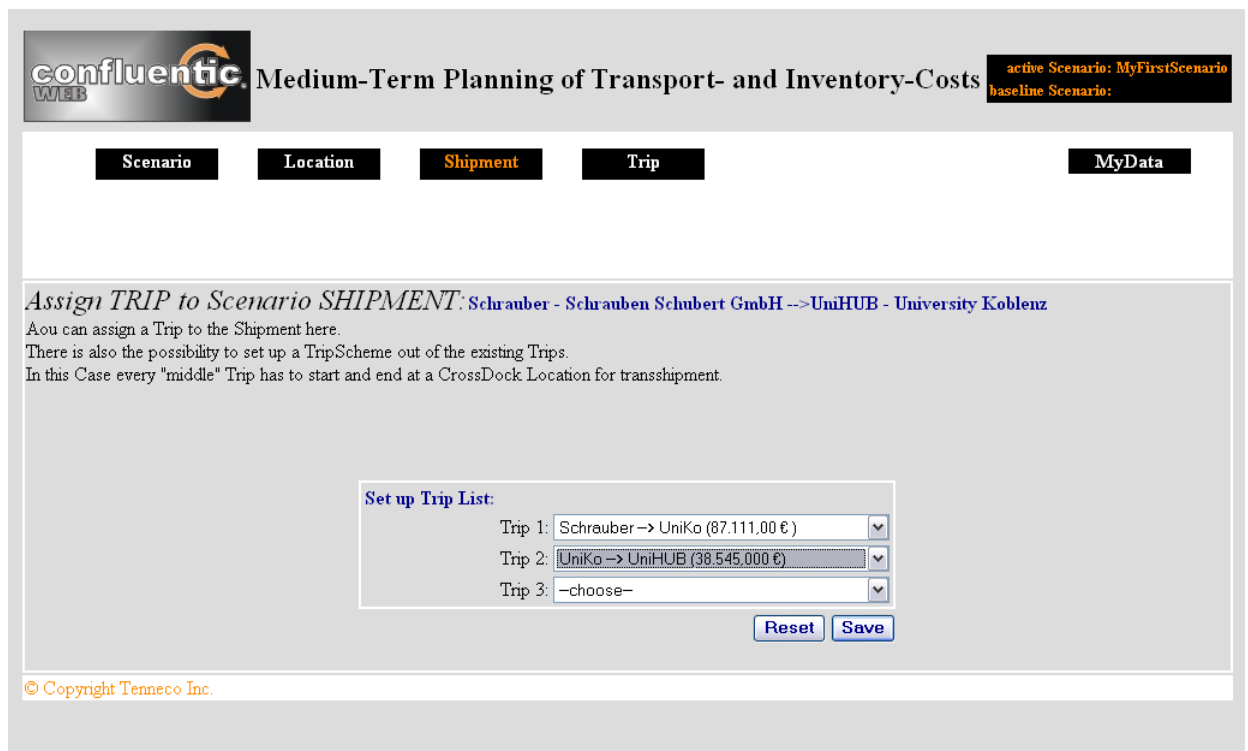 confluentic.
WEB
Medium-Term Planning of Transport- and Inventory-Costs
active Scenario: MyFirstScenario
baseline Scenario:
Scenario Location Shipment Trip MyData
Assign TRIP to Scenario SHIPMENT: Schrauber - Schrauben Schubert GmbH -->UniHUB - University Koblenz
Aou can assign a Trip to the Shipment here.
There is also the possibility to set up a TripScheme out of the existing Trips.
In this Case every "middle" Trip has to start and end at a CrossDock Location for transshipment.
Set up Trip List:
Trip 1: Schrauber --> UniKo (87.111,00 € )
Trip 2: UniKo --> UniHUB (38.545,000 €)
Trip 3: --choose--
Reset Save
© Copyright Tenneco Inc.